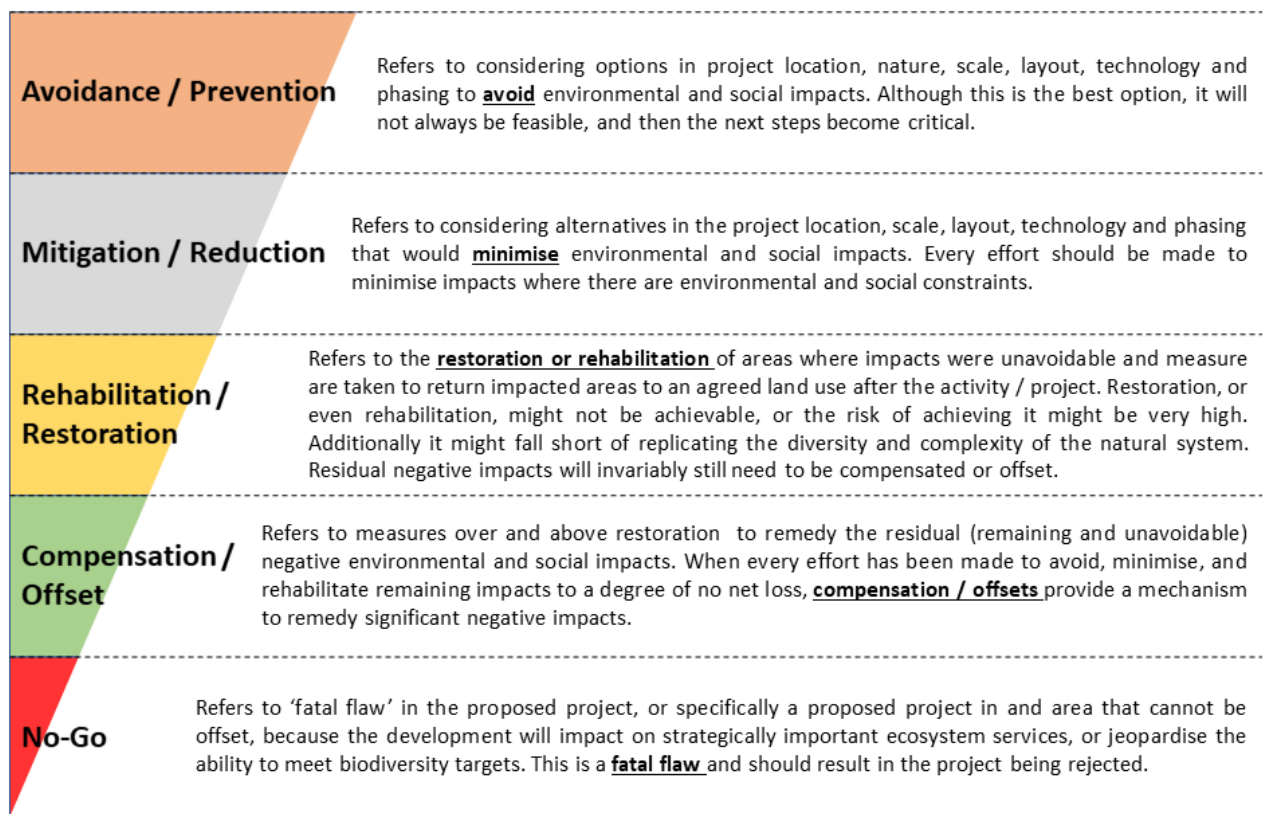 Avoidance / Prevention
Refers to considering options in project location, nature, scale, layout, technology and
phasing to avoid environmental and social impacts. Although this is the best option, it will
not always be feasible, and then the next steps become critical.
Mitigation / Reduction
Refers to considering alternatives in the project location, scale, layout, technology and phasing
that would minimise environmental and social impacts. Every effort should be made to
minimise impacts where there are environmental and social constraints.
Rehabilitation /
Restoration
Refers to the restoration or rehabilitation of areas where impacts were unavoidable and measure
are taken to return impacted areas to an agreed land use after the activity / project. Restoration, or
even rehabilitation, might not be achievable, or the risk of achieving it might be very high.
Additionally it might fall short of replicating the diversity and complexity of the natural system.
Residual negative impacts will invariably still need to be compensated or offset.
Compensation /
Offset
Refers to measures over and above restoration to remedy the residual (remaining and unavoidable)
negative environmental and social impacts. When every effort has been made to avoid, minimise, and
rehabilitate remaining impacts to a degree of no net loss, compensation / offsets provide a mechanism
to remedy significant negative impacts.
No-Go
Refers to ‘fatal flaw’ in the proposed project, or specifically a proposed project in and area that cannot be
offset, because the development will impact on strategically important ecosystem services, or jeopardise the
ability to meet biodiversity targets. This is a fatal flaw and should result in the project being rejected.